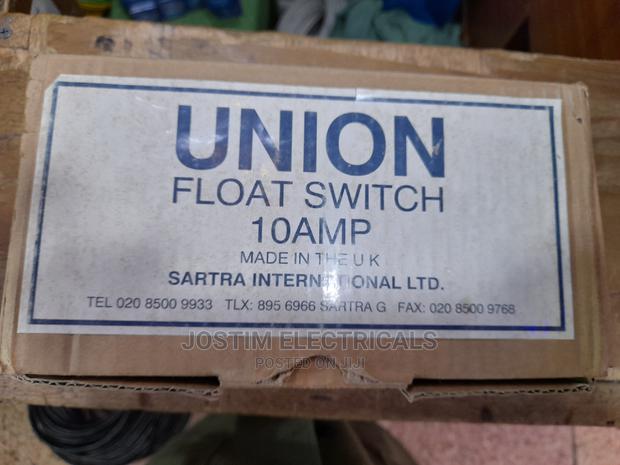 UNION
FLOAT SWITCH
10AMP
MADE IN THE U K
SARTRA INTERNATIONAL LTD.
TEL 020 8500 9933 TLX: 895 6966 SARTRA G FAX: 020 8500 9768
JOSTIM ELECTRICALS
POSTED ON JIJI